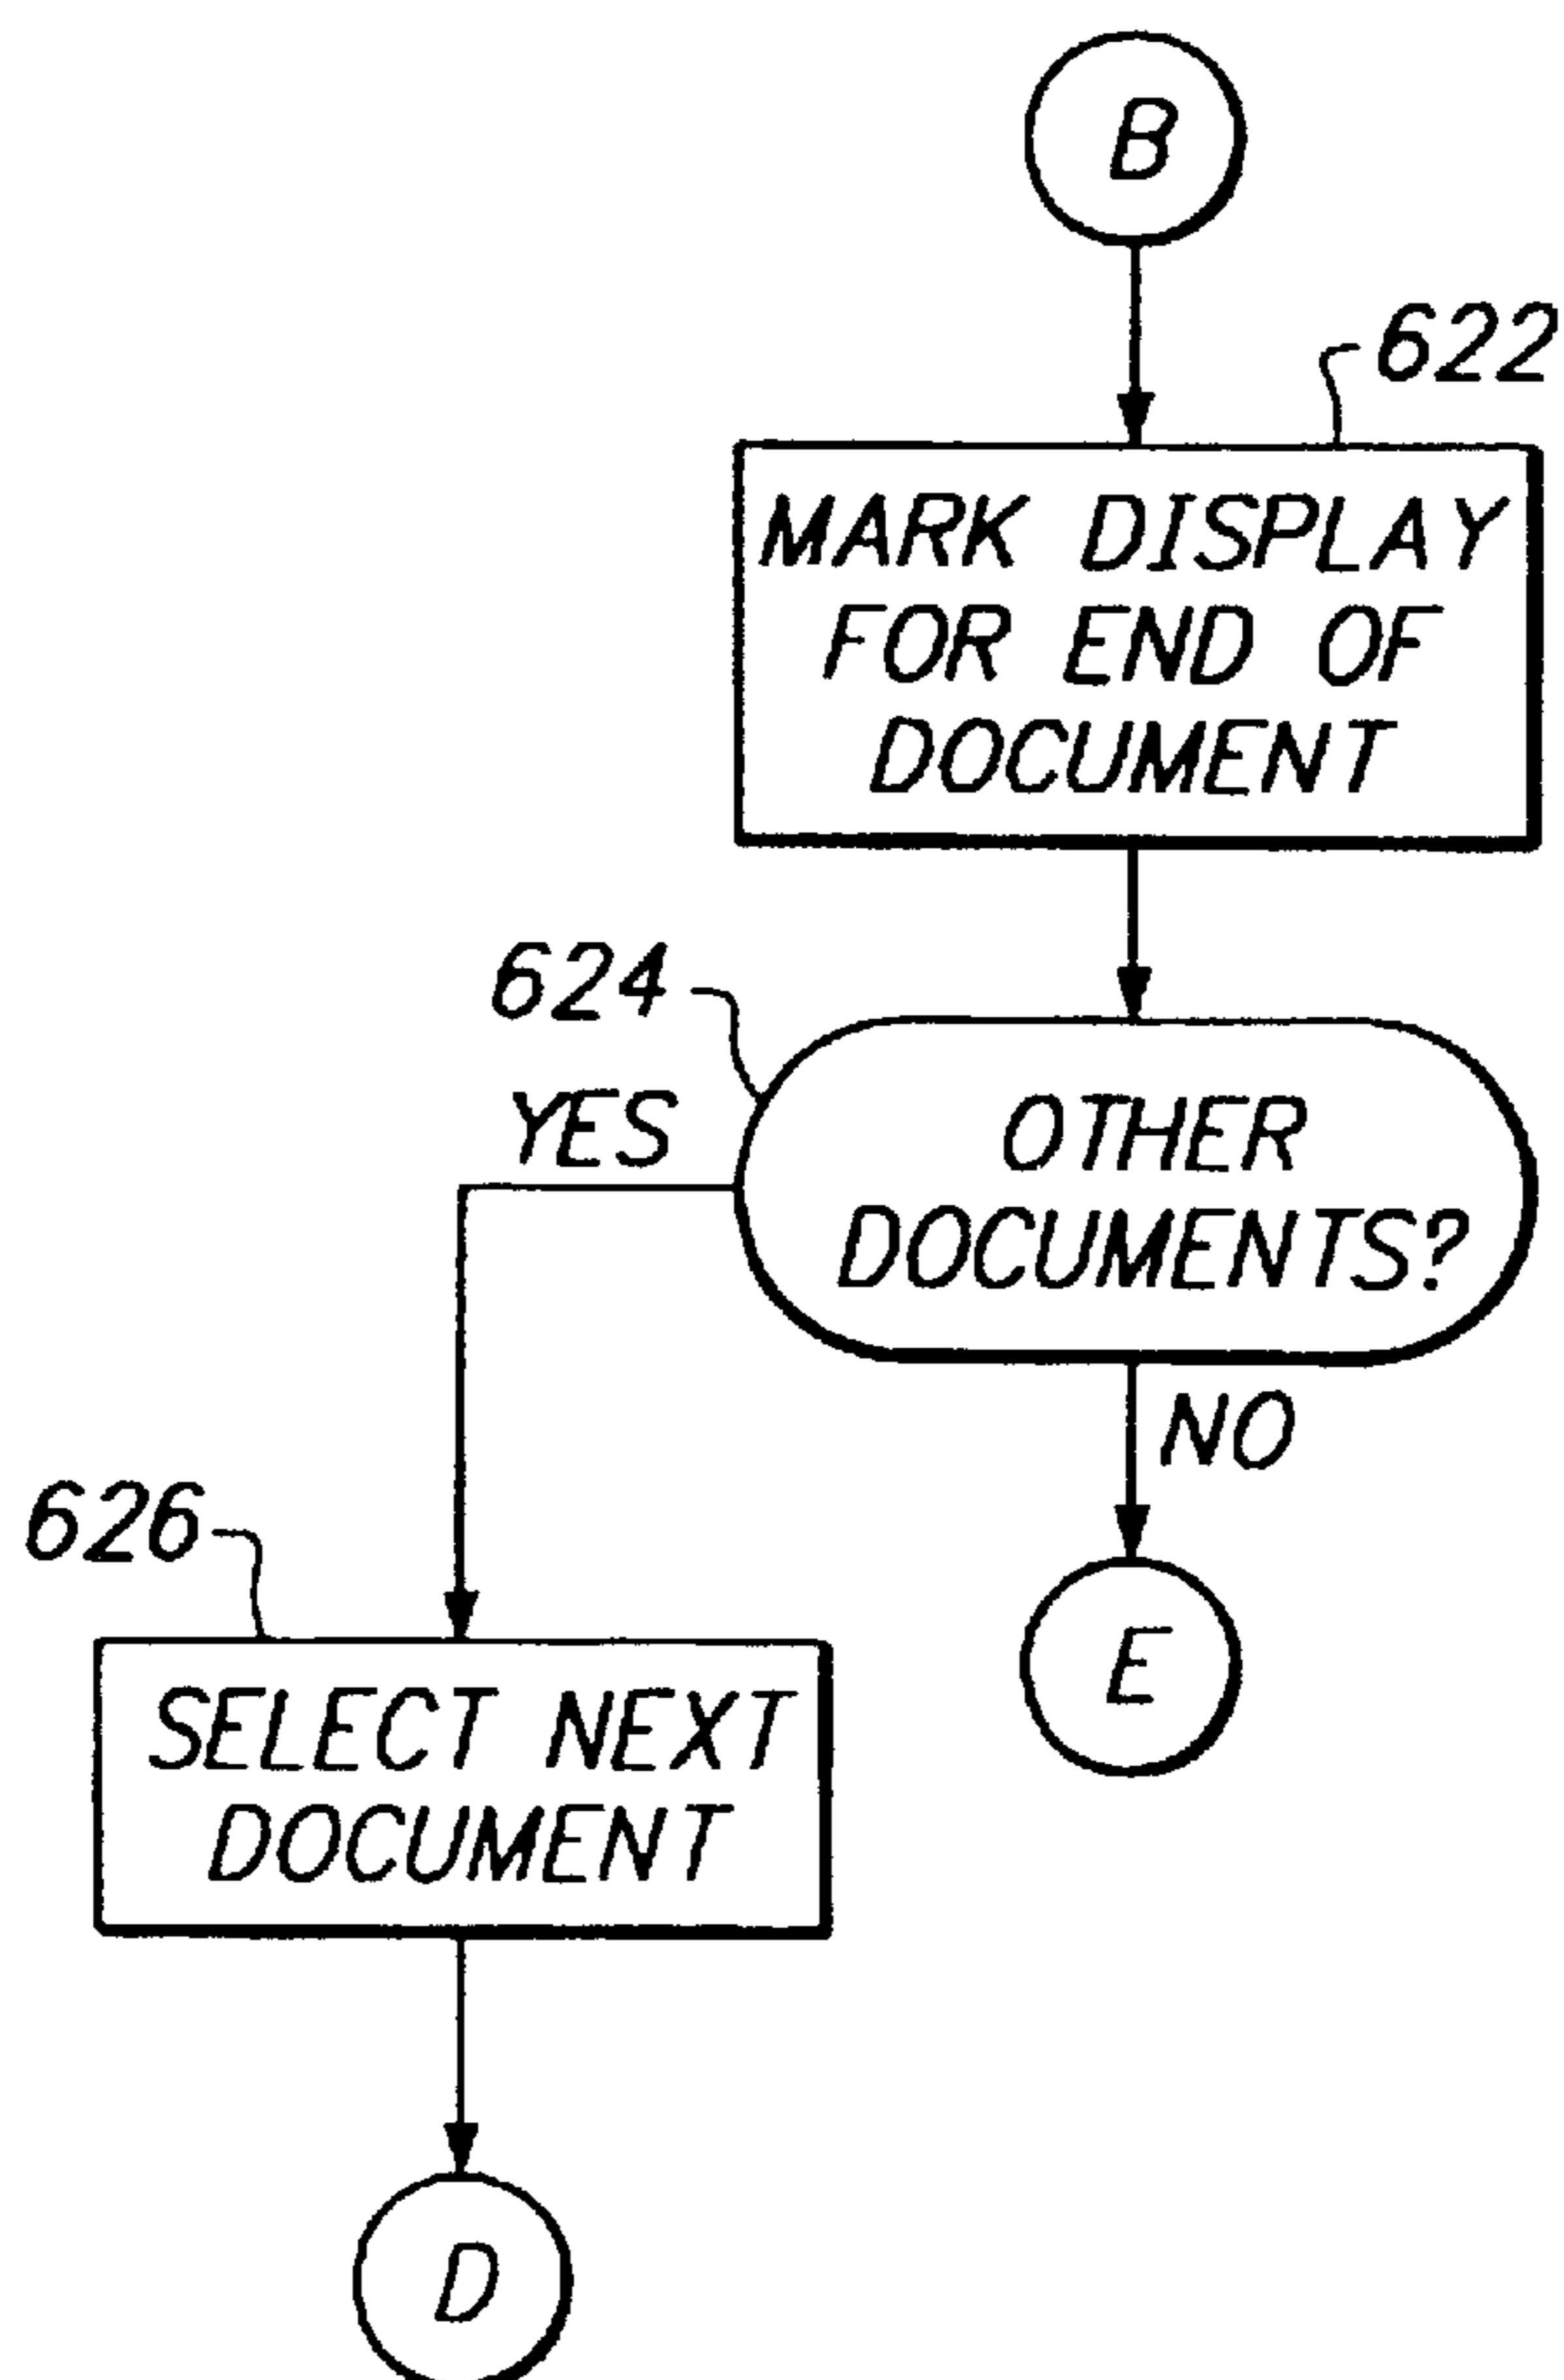 B
622
MARK DISPLAY
FOR END OF
DOCUMENT
624
YES
OTHER
DOCUMENTS?
NO
626
E
SELECT NEXT
DOCUMENT
D